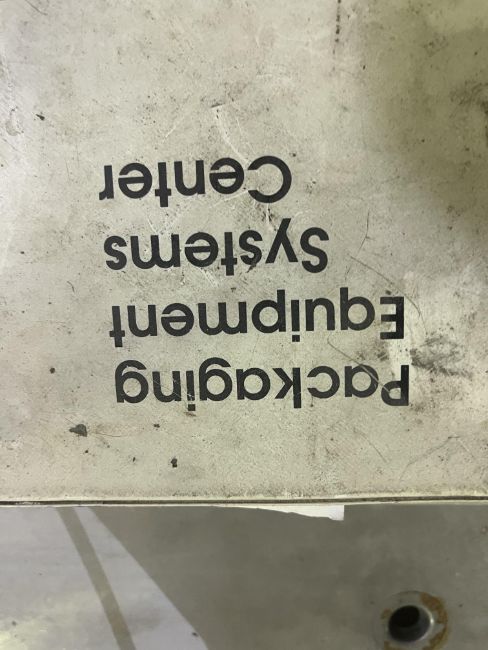 Packaging
Equipment
Systems
Center